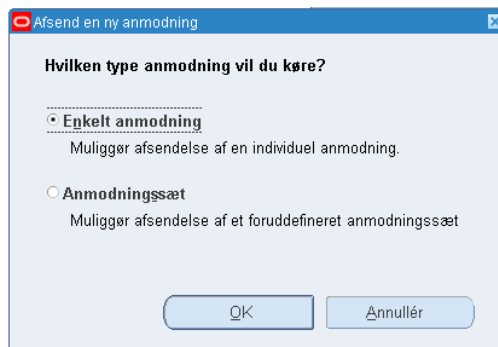 Afsend en ny anmodning
Hvilken type anmodning vil du køre?
Enkelt anmodning
Muliggør afsendelse af en individuel anmodning.
Anmodningssæt
Muliggør afsendelse af et foruddefineret anmodningssæt
OK
Annullér